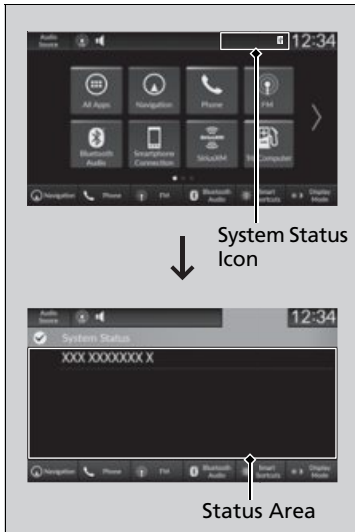 Audio Source 12:34
All Apps Navigation Phone FM
Bluetooth Audio Smartphone Connection SiriusXM Trip Computer
Navigation Phone FM Bluetooth Audio Smart Shortcuts Display Mode
System Status
Icon
Audio Source 12:34
System Status
XXX XXXXXXX X
Navigation Phone FM Bluetooth Audio Smart Shortcuts Display Mode
Status Area